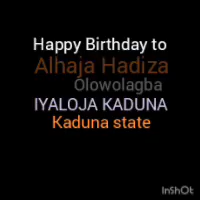 Happy Birthday to
Alhaja Hadiza
Olowolagba
IYALOJA KADUNA
Kaduna state
InShOt